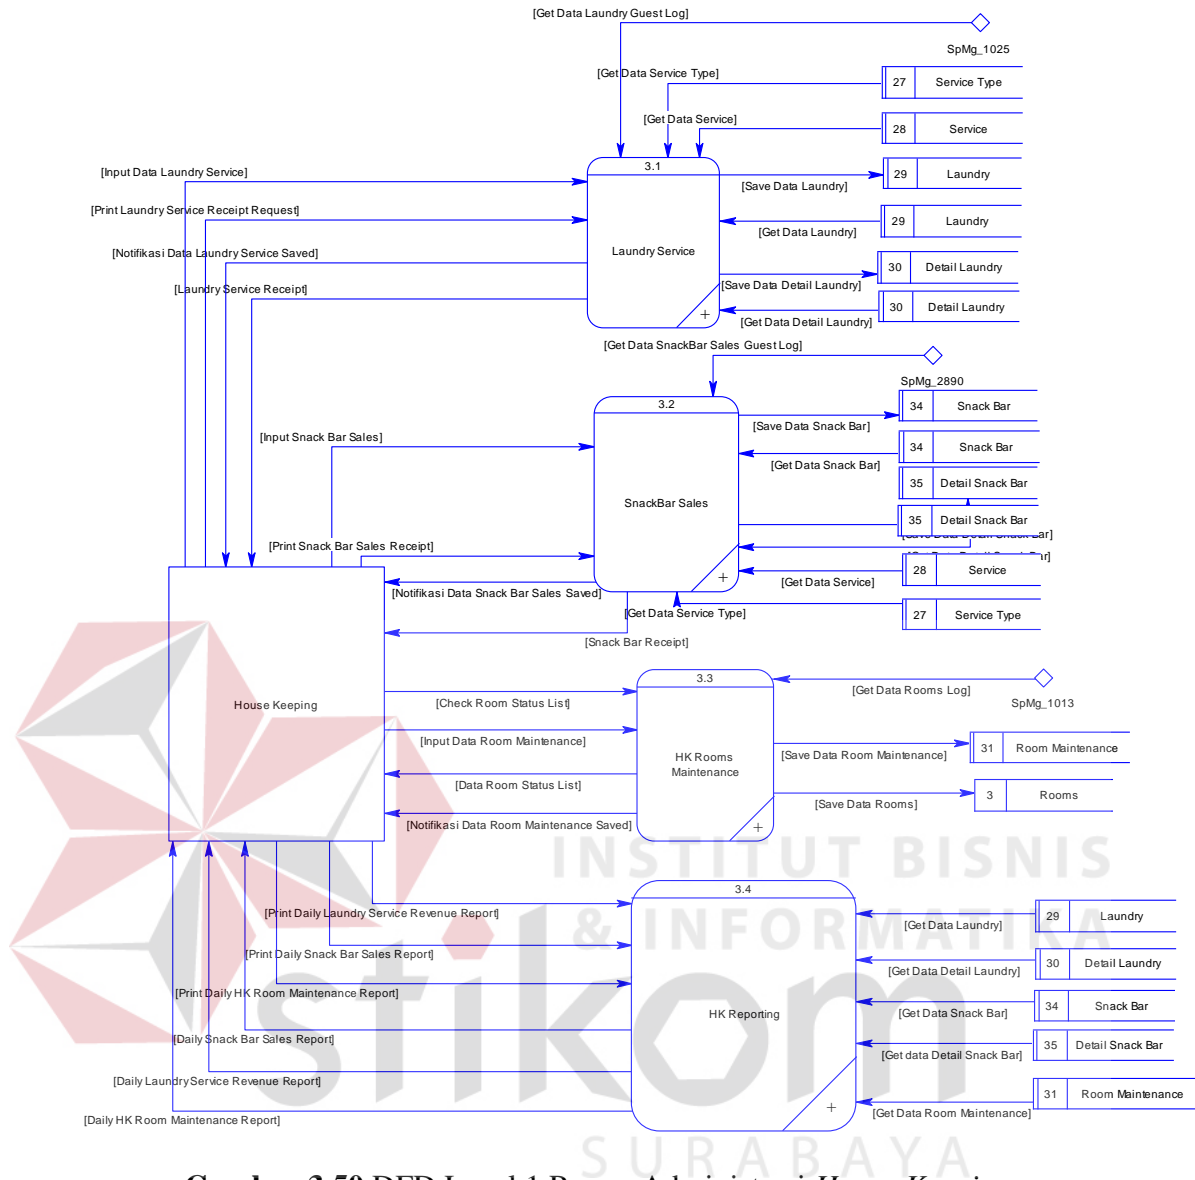 [Get Data Laundry Guest Log]
SpMg_1025
[Get Data Service Type]
27 Service Type
[Get Data Service]
28 Service
3.1
[Input Data Laundry Service]
[Save Data Laundry]
29 Laundry
[Print Laundry Service Receipt Request]
[Get Data Laundry]
29 Laundry
[Notifikasi Data Laundry Service Saved]
Laundry Service
30 Detail Laundry
[Laundry Service Receipt]
[Save Data Detail Laundry]
30 Detail Laundry
+
[Get Data Detail Laundry]
[Get Data SnackBar Sales Guest Log]
SpMg_2890
3.2
34 Snack Bar
[Save Data Snack Bar]
[Input Snack Bar Sales]
34 Snack Bar
[Get Data Snack Bar]
35 Detail Snack Bar
SnackBar Sales
35 Detail Snack Bar
[Save Data Detail Snack Bar]
[Print Snack Bar Sales Receipt]
[Get Data Detail Snack Bar]
28 Service
+
[Get Data Service]
[Notifikasi Data Snack Bar Sales Saved]
[Get Data Service Type]
27 Service Type
[Snack Bar Receipt]
House Keeping
3.3
[Check Room Status List]
[Get Data Rooms Log]
SpMg_1013
[Input Data Room Maintenance]
HK Rooms
Maintenance
[Save Data Room Maintenance]
31 Room Maintenance
[Data Room Status List]
[Save Data Rooms]
3 Rooms
[Notifikasi Data Room Maintenance Saved]
+
INSTITUT BISNIS
& INFORMATIKA
stikom
SURABAYA
3.4
[Print Daily Laundry Service Revenue Report]
[Get Data Laundry]
29 Laundry
[Print Daily Snack Bar Sales Report]
[Get Data Detail Laundry]
30 Detail Laundry
[Print Daily HK Room Maintenance Report]
HK Reporting
[Get Data Snack Bar]
34 Snack Bar
[Daily Snack Bar Sales Report]
[Get data Detail Snack Bar]
35 Detail Snack Bar
[Daily Laundry Service Revenue Report]
[Daily HK Room Maintenance Report]
+
[Get Data Room Maintenance]
31 Room Maintenance